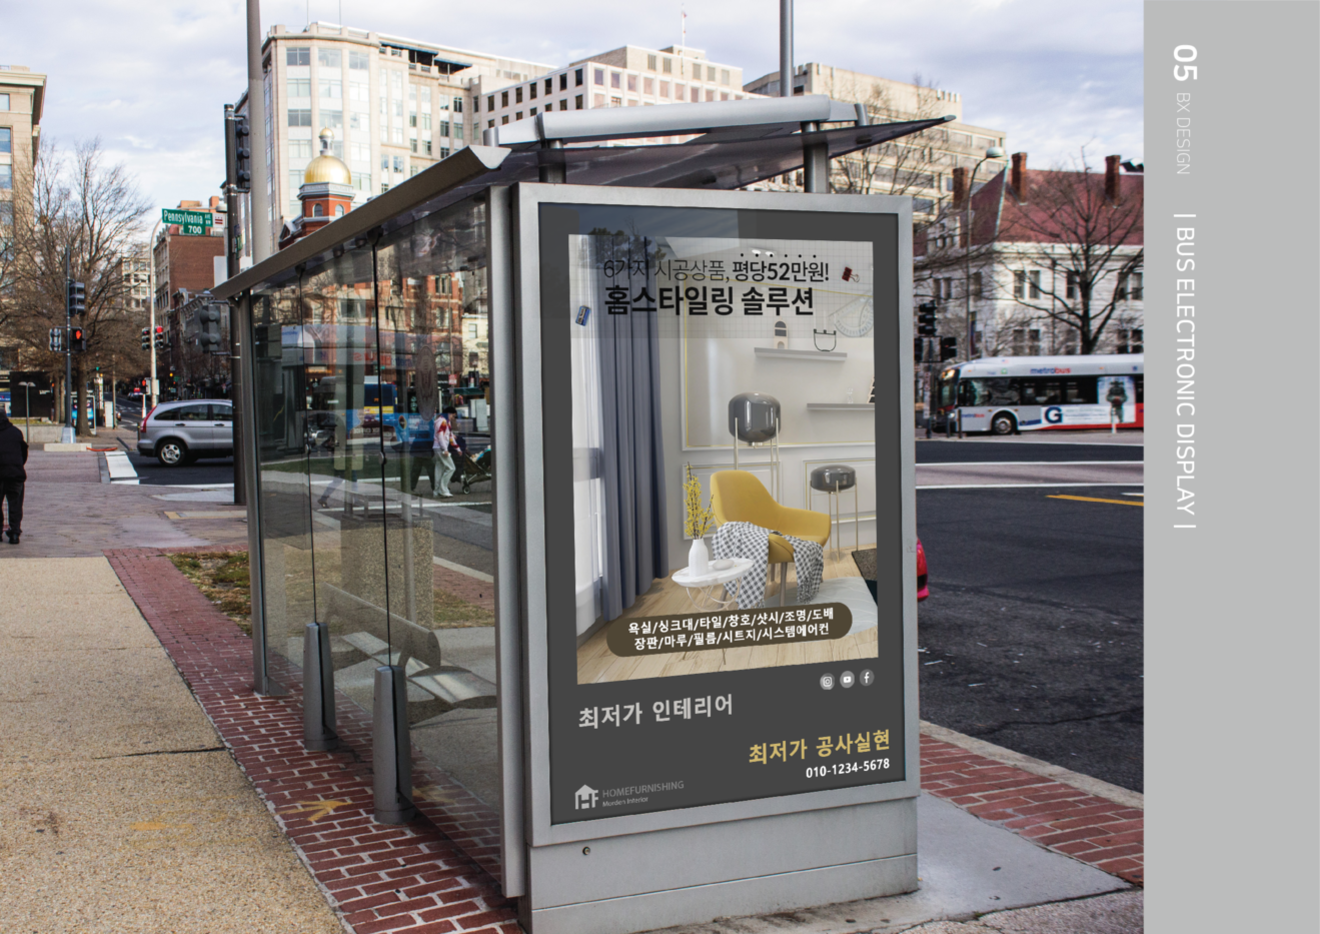 05 BX DESIGN | BUS ELECTRONIC DISPLAY |
Pennsylvania Av
700
6가지 시공상품, 평당52만원!
홈스타일링 솔루션
metrobus
G
욕실/싱크대/타일/창호/샷시/조명/도배
장판/마루/필름/시트지/시스템에어컨
최저가 인테리어
최저가 공사실현
010-1234-5678
HF HOMEFURNISHING